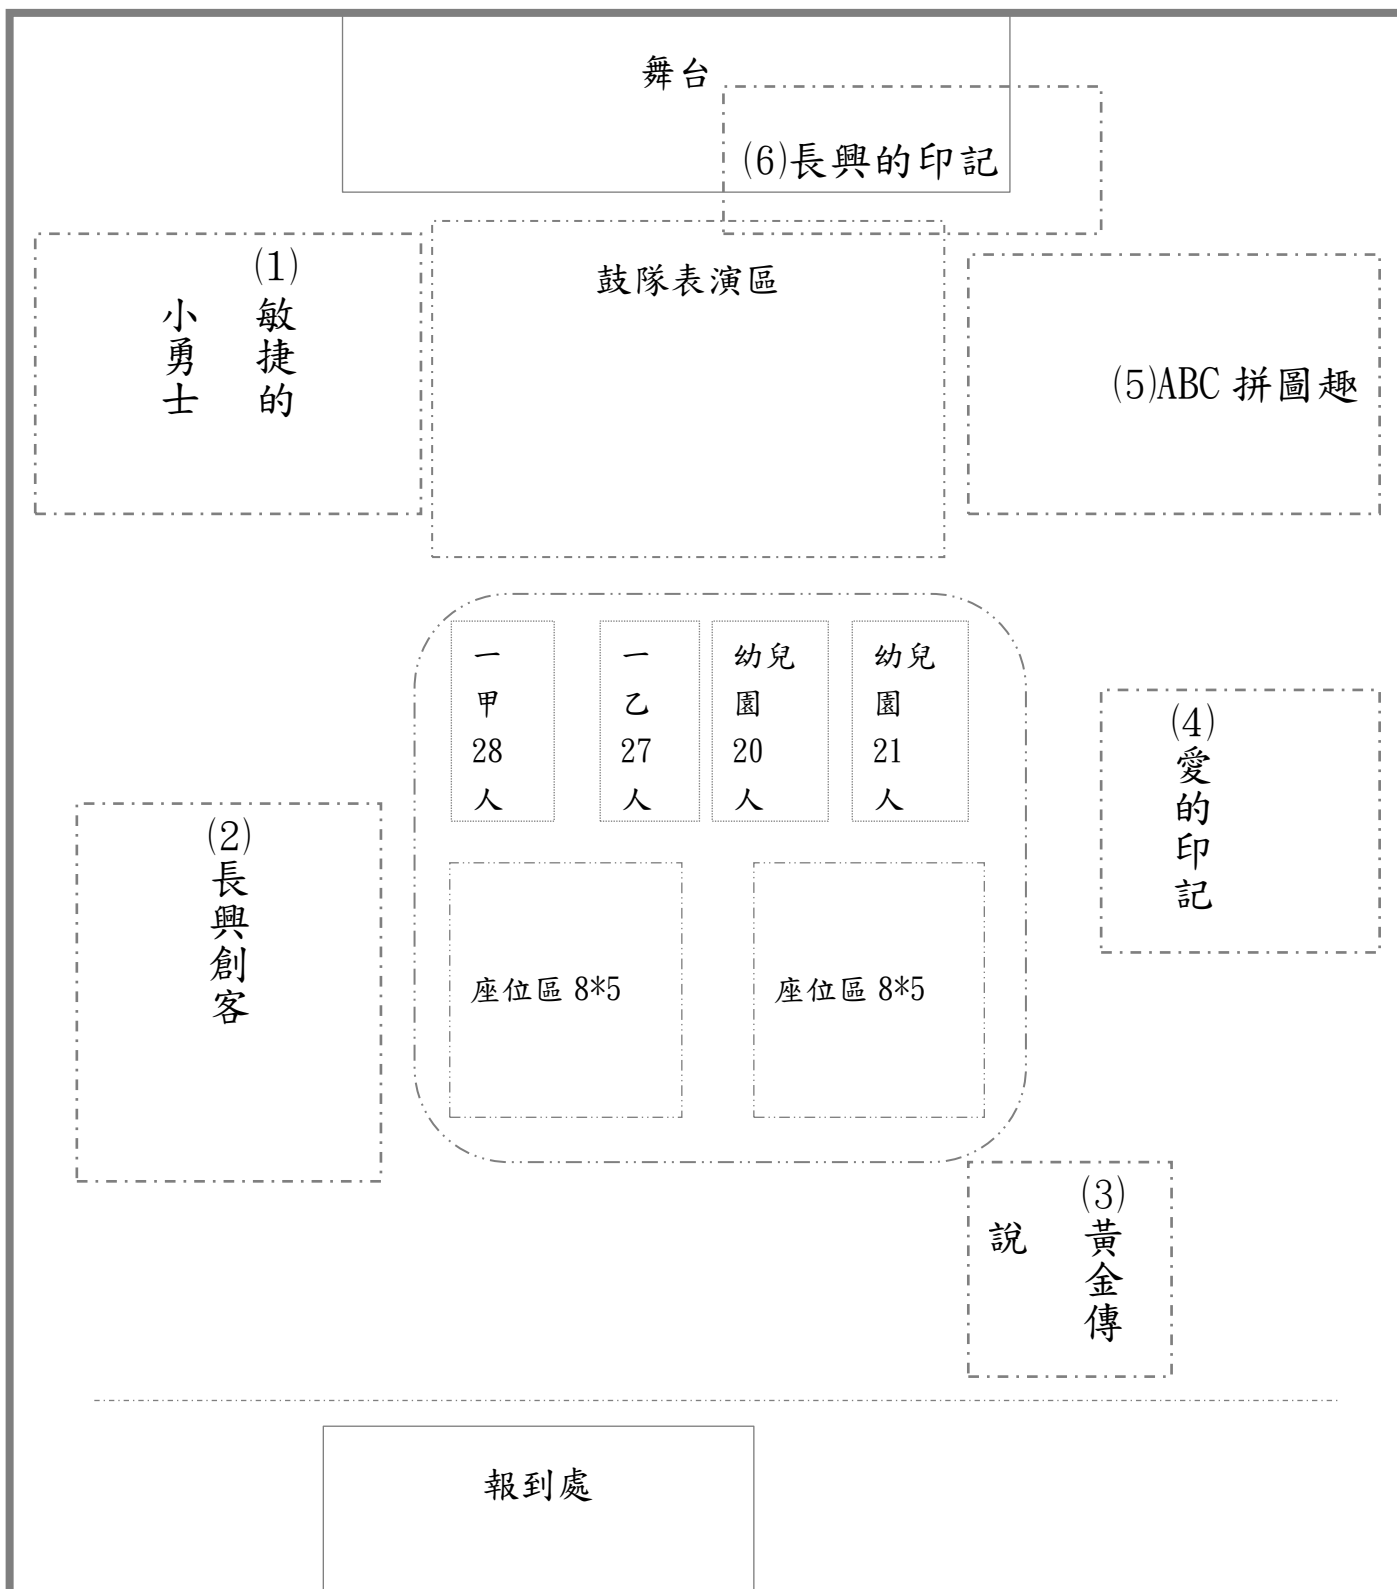 舞台
(6)長興的印記
(1)敏捷的
小勇士
鼓隊表演區
(5)ABC 拼圖趣
一
甲
28
人
一
乙
27
人
幼兒
園
20
人
幼兒
園
21
人
(4)愛的印記
(2)長興創客
座位區 8*5
座位區 8*5
(3)黃金傳
說
報到處